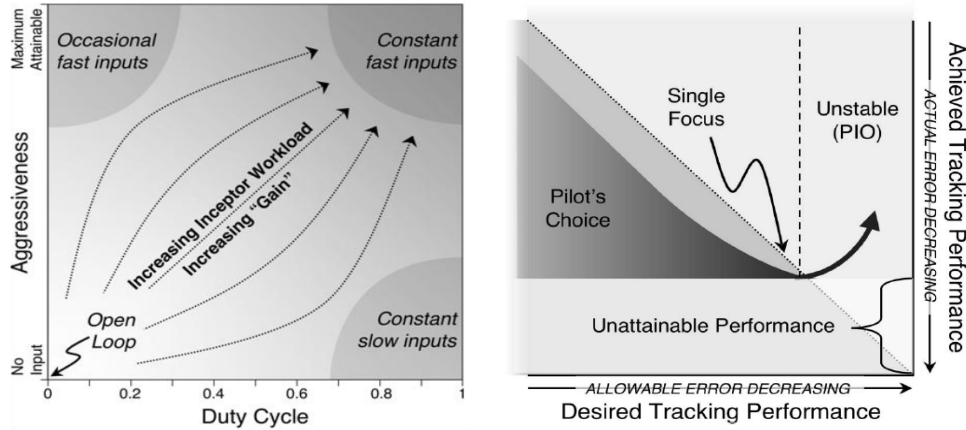 Maximum
Attainable
Aggressiveness
No
Input
Occasional
fast inputs
Constant
fast inputs
Increasing Inceptor Workload
Increasing “Gain”
Open
Loop
Constant
slow inputs
0
0.2
0.4
0.6
0.8
1
Duty Cycle
Single
Focus
Unstable
(PIO)
Pilot's
Choice
Unattainable Performance
ALLOWABLE ERROR DECREASING
Desired Tracking Performance
Achieved Tracking Performance
ACTUAL ERROR DECREASING